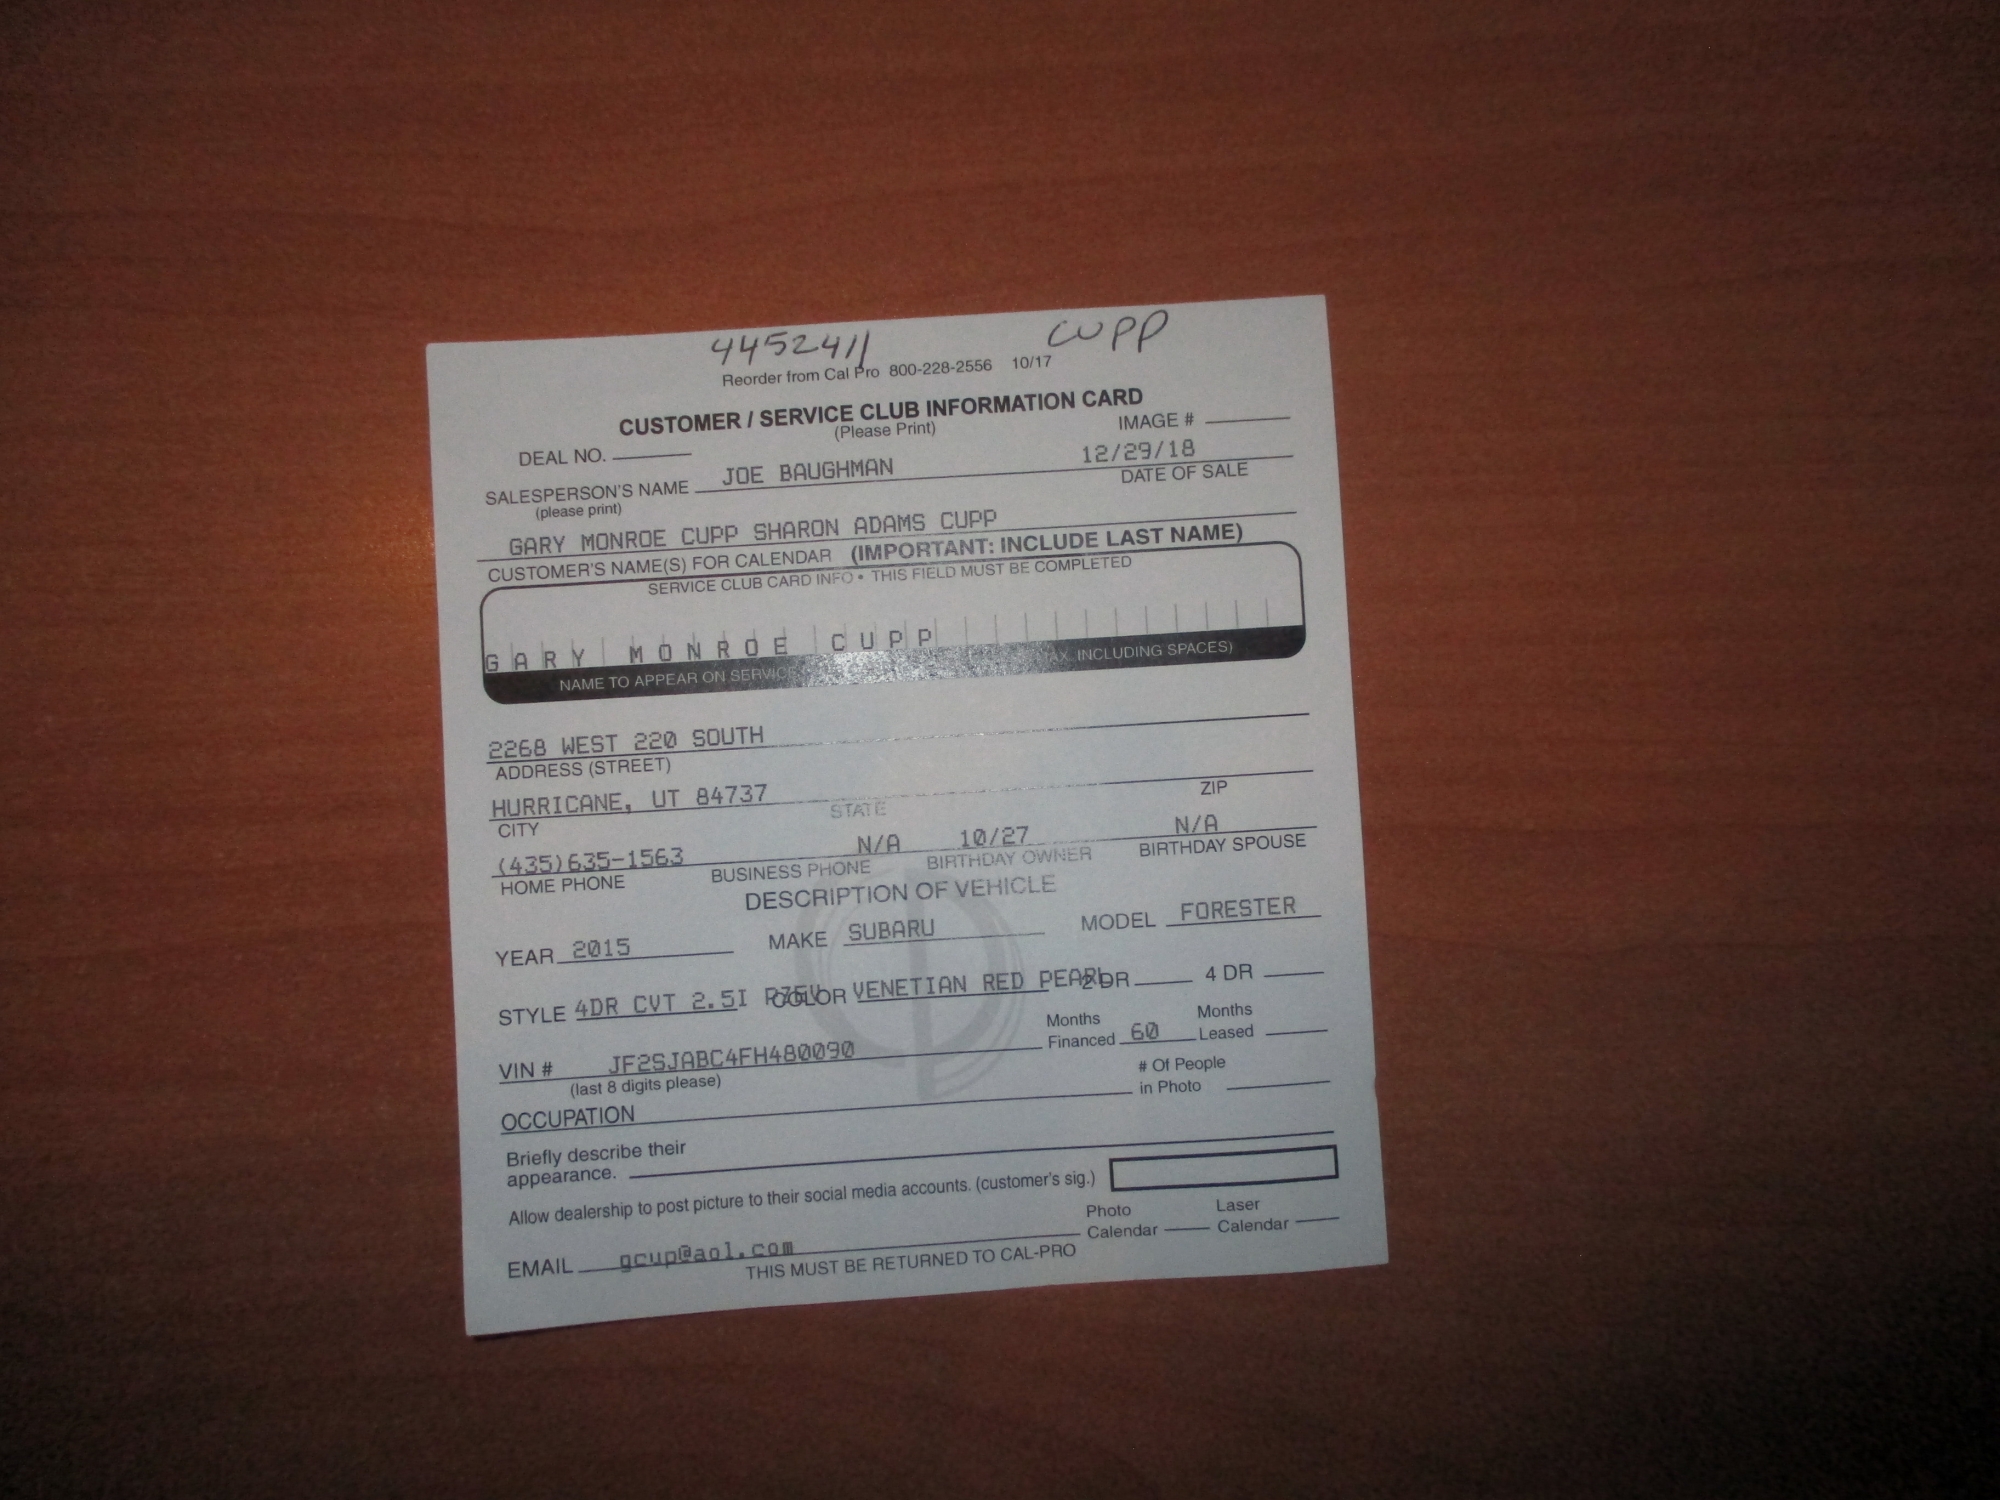 4452411 CUPP
Reorder from Cal Pro 800-228-2556 10/17
CUSTOMER / SERVICE CLUB INFORMATION CARD
(Please Print)
IMAGE #
DEAL NO.
JOE BAUGHMAN 12/29/18
SALESPERSON'S NAME DATE OF SALE
(please print)
GARY MONROE CUPP SHARON ADAMS CUPP
CUSTOMER'S NAME(S) FOR CALENDAR (IMPORTANT: INCLUDE LAST NAME)
SERVICE CLUB CARD INFO • THIS FIELD MUST BE COMPLETED
GARY MONROE CUPP
NAME TO APPEAR ON INCLUDING SPACES)
2268 WEST 220 SOUTH
ADDRESS (STREET)
HURRICANE, UT 84737
CITY STATE ZIP
(435)635-1563 N/A 10/27 N/A
HOME PHONE BUSINESS PHONE BIRTHDAY OWNER BIRTHDAY SPOUSE
DESCRIPTION OF VEHICLE
YEAR 2015 MAKE SUBARU MODEL FORESTER
STYLE 4DR CVT 2.5I COLOR VENETIAN RED PEARL 2 DR 4 DR
Months Months
Financed 60 Leased
VIN # JF2SJABC4FH480090
(last 8 digits please)
# Of People
in Photo
OCCUPATION
Briefly describe their
appearance.
Allow dealership to post picture to their social media accounts. (customer's sig.)
Photo Laser
Calendar Calendar
EMAIL gcup@aol.com
THIS MUST BE RETURNED TO CAL-PRO